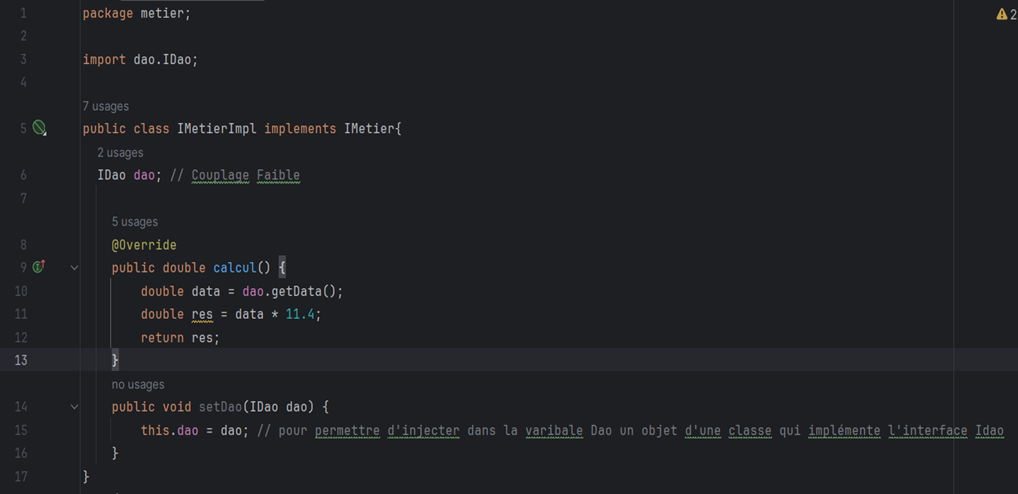 1 package metier;
2
3 import dao.IDao;
4
7 usages
5 public class IMetierImpl implements IMetier{
2 usages
6 IDao dao; // Couplage Faible
7
5 usages
8 @Override
9 public double calcul() {
10 double data = dao.getData();
11 double res = data * 11.4;
12 return res;
13 }
no usages
14 public void setDao(IDao dao) {
15 this.dao = dao; // pour permettre d'injecter dans la varibale Dao un objet d'une classe qui implémente l'interface Idao
16 }
17 }
2